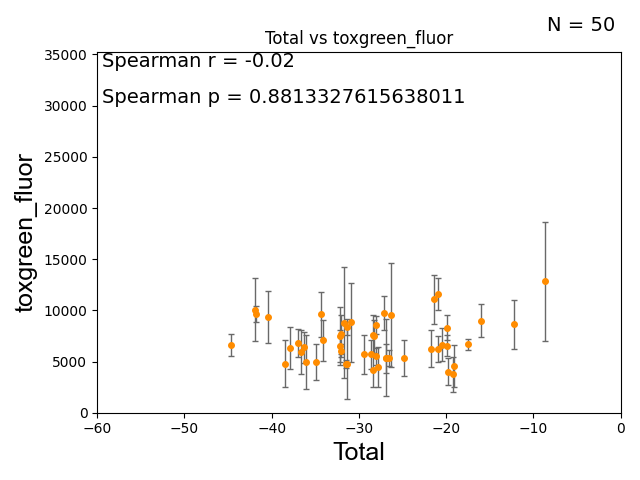 N = 50
Total vs toxgreen_fluor
Spearman r = -0.02
Spearman p = 0.8813327615638011
toxgreen_fluor
35000
30000
25000
20000
15000
10000
5000
0
−60 −50 −40 −30 −20 −10 0
Total